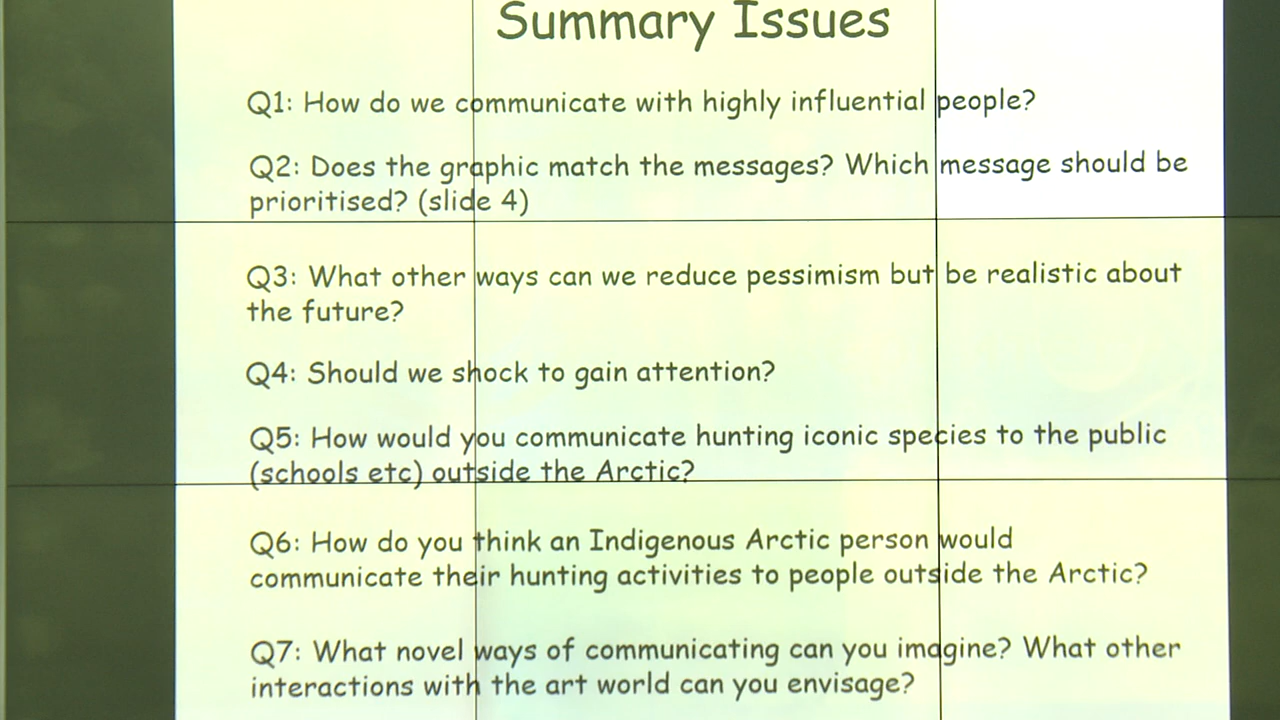 Summary Issues
Q1: How do we communicate with highly influential people?
Q2: Does the graphic match the messages? Which message should be
prioritised? (slide 4)
Q3: What other ways can we reduce pessimism but be realistic about
the future?
Q4: Should we shock to gain attention?
Q5: How would you communicate hunting iconic species to the public
(schools etc) outside the Arctic?
Q6: How do you think an Indigenous Arctic person would
communicate their hunting activities to people outside the Arctic?
Q7: What novel ways of communicating can you imagine? What other
interactions with the art world can you envisage?